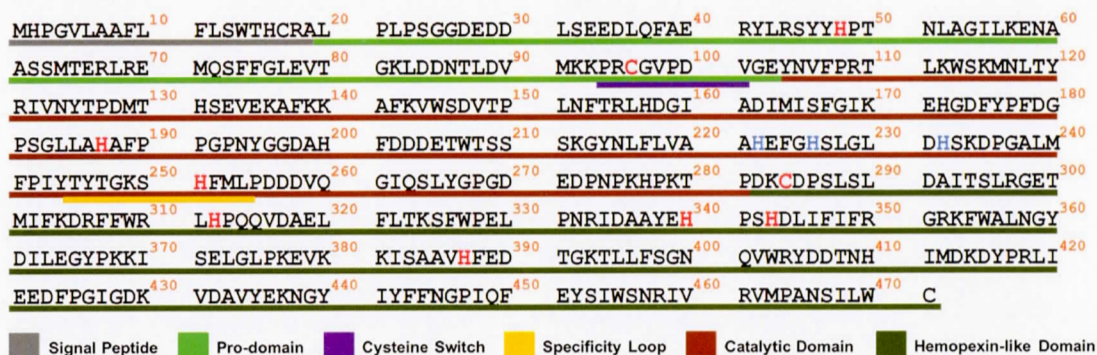 MHPGVLAAFL 10 FLSWTHCRAL 20 PLPSGGDEDD 30 LSEEDLQFAE 40 RYLRSYYHPT 50 NLAGILKENA 60
ASSMTERLRE 70 MQSFFGLEVT 80 GKLDDNTLDV 90 MKKPRCGVPD 100 VGEYNVFPRT 110 LKWSKMNLTY 120
RIVNYTPDMT 130 HSEVEKAFKK 140 AFKVWSDVTP 150 LNFTRLHDGI 160 ADIMISFGIK 170 EHGDFYPFDG 180
PSGLLAHAFP 190 PGPNYGGDAH 200 FDDDETWTSS 210 SKGYNLFLVA 220 AHEFGHSLGL 230 DHSKDPGALM 240
FPIYTYTGKS 250 HFMLPDDDVQ 260 GIQSLYGPGD 270 EDPNPKHPKT 280 PDKCDPSLSL 290 DAITSLRGET 300
MIFKDRFFWR 310 LHPQQVDAEL 320 FLTKSFWPEL 330 PNRIDAAYEH 340 PSHDLIFIFR 350 GRKFWALNGY 360
DILEGYPKKI 370 SELGLPKEVK 380 KISAAVHFED 390 TGKTLLFSGN 400 QVWRYDDTNH 410 IMDKDYPRLI 420
EEDFPGIGDK 430 VDAVYEKNGY 440 IYFFNGPIQF 450 EYSIWSNRIV 460 RVMPANSILW 470 C
Signal Peptide Pro-domain Cysteine Switch Specificity Loop Catalytic Domain Hemopexin-like Domain